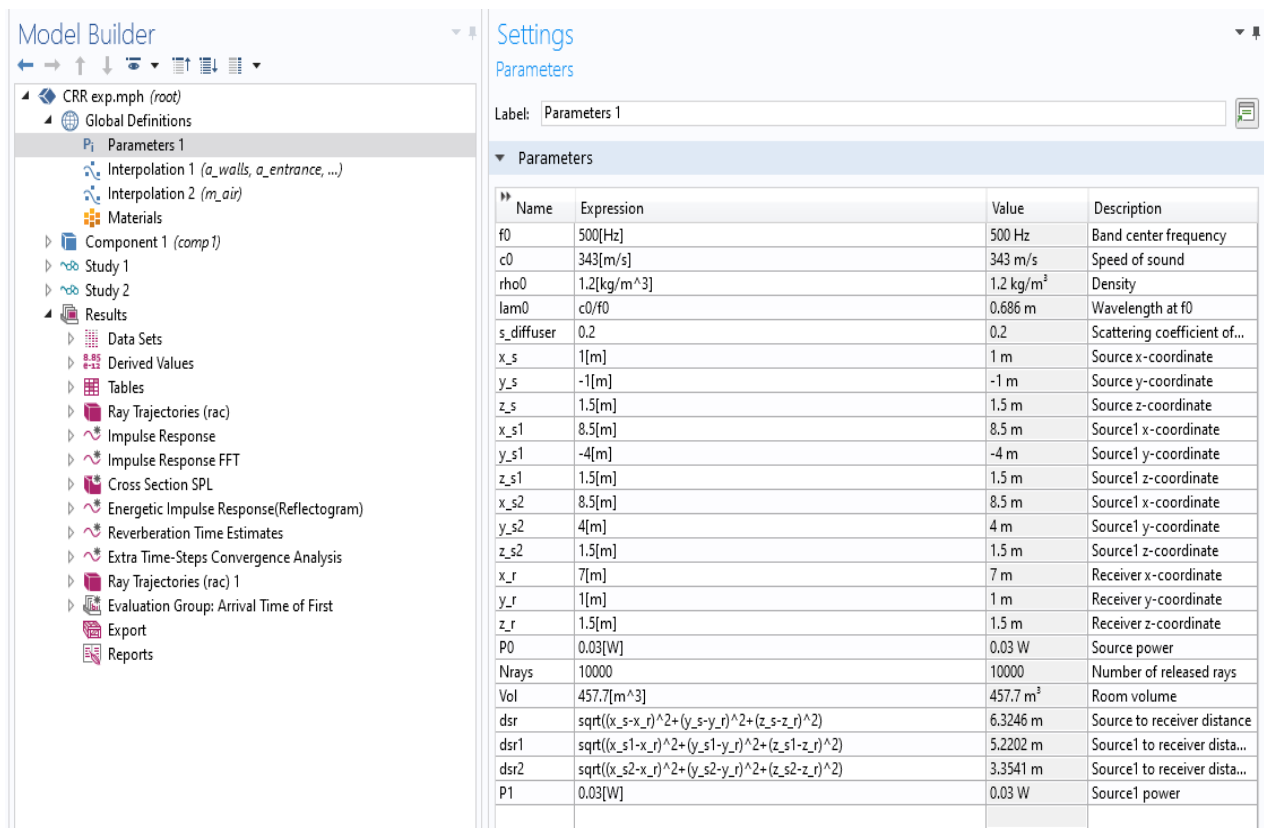 Model Builder
CRR exp.mph (root)
Global Definitions
Pi Parameters 1
Interpolation 1 (a_walls, a_entrance, ...)
Interpolation 2 (m_air)
Materials
Component 1 (comp1)
Study 1
Study 2
Results
Data Sets
8.85
e-12
Derived Values
Tables
Ray Trajectories (rac)
Impulse Response
Impulse Response FFT
Cross Section SPL
Energetic Impulse Response(Reflectogram)
Reverberation Time Estimates
Extra Time-Steps Convergence Analysis
Ray Trajectories (rac) 1
Evaluation Group: Arrival Time of First
Export
Reports
Settings
Parameters
Label: Parameters 1
Parameters
Name Expression Value Description
f0 500[Hz] 500 Hz Band center frequency
c0 343[m/s] 343 m/s Speed of sound
rho0 1.2[kg/m^3] 1.2 kg/m³ Density
lam0 c0/f0 0.686 m Wavelength at f0
s_diffuser 0.2 0.2 Scattering coefficient of...
x_s 1[m] 1 m Source x-coordinate
y_s -1[m] -1 m Source y-coordinate
z_s 1.5[m] 1.5 m Source z-coordinate
x_s1 8.5[m] 8.5 m Source1 x-coordinate
y_s1 -4[m] -4 m Source1 y-coordinate
z_s1 1.5[m] 1.5 m Source1 z-coordinate
x_s2 8.5[m] 8.5 m Source1 x-coordinate
y_s2 4[m] 4 m Source1 y-coordinate
z_s2 1.5[m] 1.5 m Source1 z-coordinate
x_r 7[m] 7 m Receiver x-coordinate
y_r 1[m] 1 m Receiver y-coordinate
z_r 1.5[m] 1.5 m Receiver z-coordinate
P0 0.03[W] 0.03 W Source power
Nrays 10000 10000 Number of released rays
Vol 457.7[m^3] 457.7 m³ Room volume
dsr sqrt((x_s-x_r)^2+(y_s-y_r)^2+(z_s-z_r)^2) 6.3246 m Source to receiver distance
dsr1 sqrt((x_s1-x_r)^2+(y_s1-y_r)^2+(z_s1-z_r)^2) 5.2202 m Source1 to receiver dista...
dsr2 sqrt((x_s2-x_r)^2+(y_s2-y_r)^2+(z_s2-z_r)^2) 3.3541 m Source1 to receiver dista...
P1 0.03[W] 0.03 W Source1 power